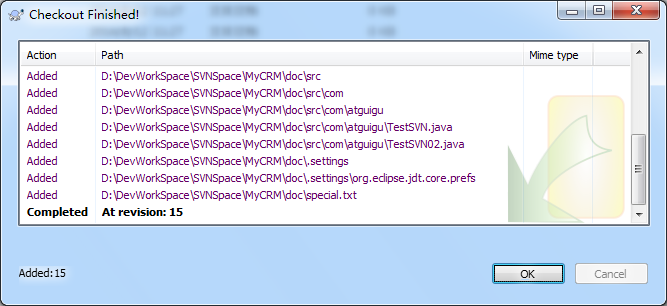 Checkout Finished!
Action Path Mime type
Added D:\DevWorkSpace\SVNSpace\MyCRM\doc\src
Added D:\DevWorkSpace\SVNSpace\MyCRM\doc\src\com
Added D:\DevWorkSpace\SVNSpace\MyCRM\doc\src\com\atguigu
Added D:\DevWorkSpace\SVNSpace\MyCRM\doc\src\com\atguigu\TestSVN.java
Added D:\DevWorkSpace\SVNSpace\MyCRM\doc\src\com\atguigu\TestSVN02.java
Added D:\DevWorkSpace\SVNSpace\MyCRM\doc\.settings
Added D:\DevWorkSpace\SVNSpace\MyCRM\doc\.settings\org.eclipse.jdt.core.prefs
Added D:\DevWorkSpace\SVNSpace\MyCRM\doc\special.txt
Completed At revision: 15
Added:15 OK Cancel